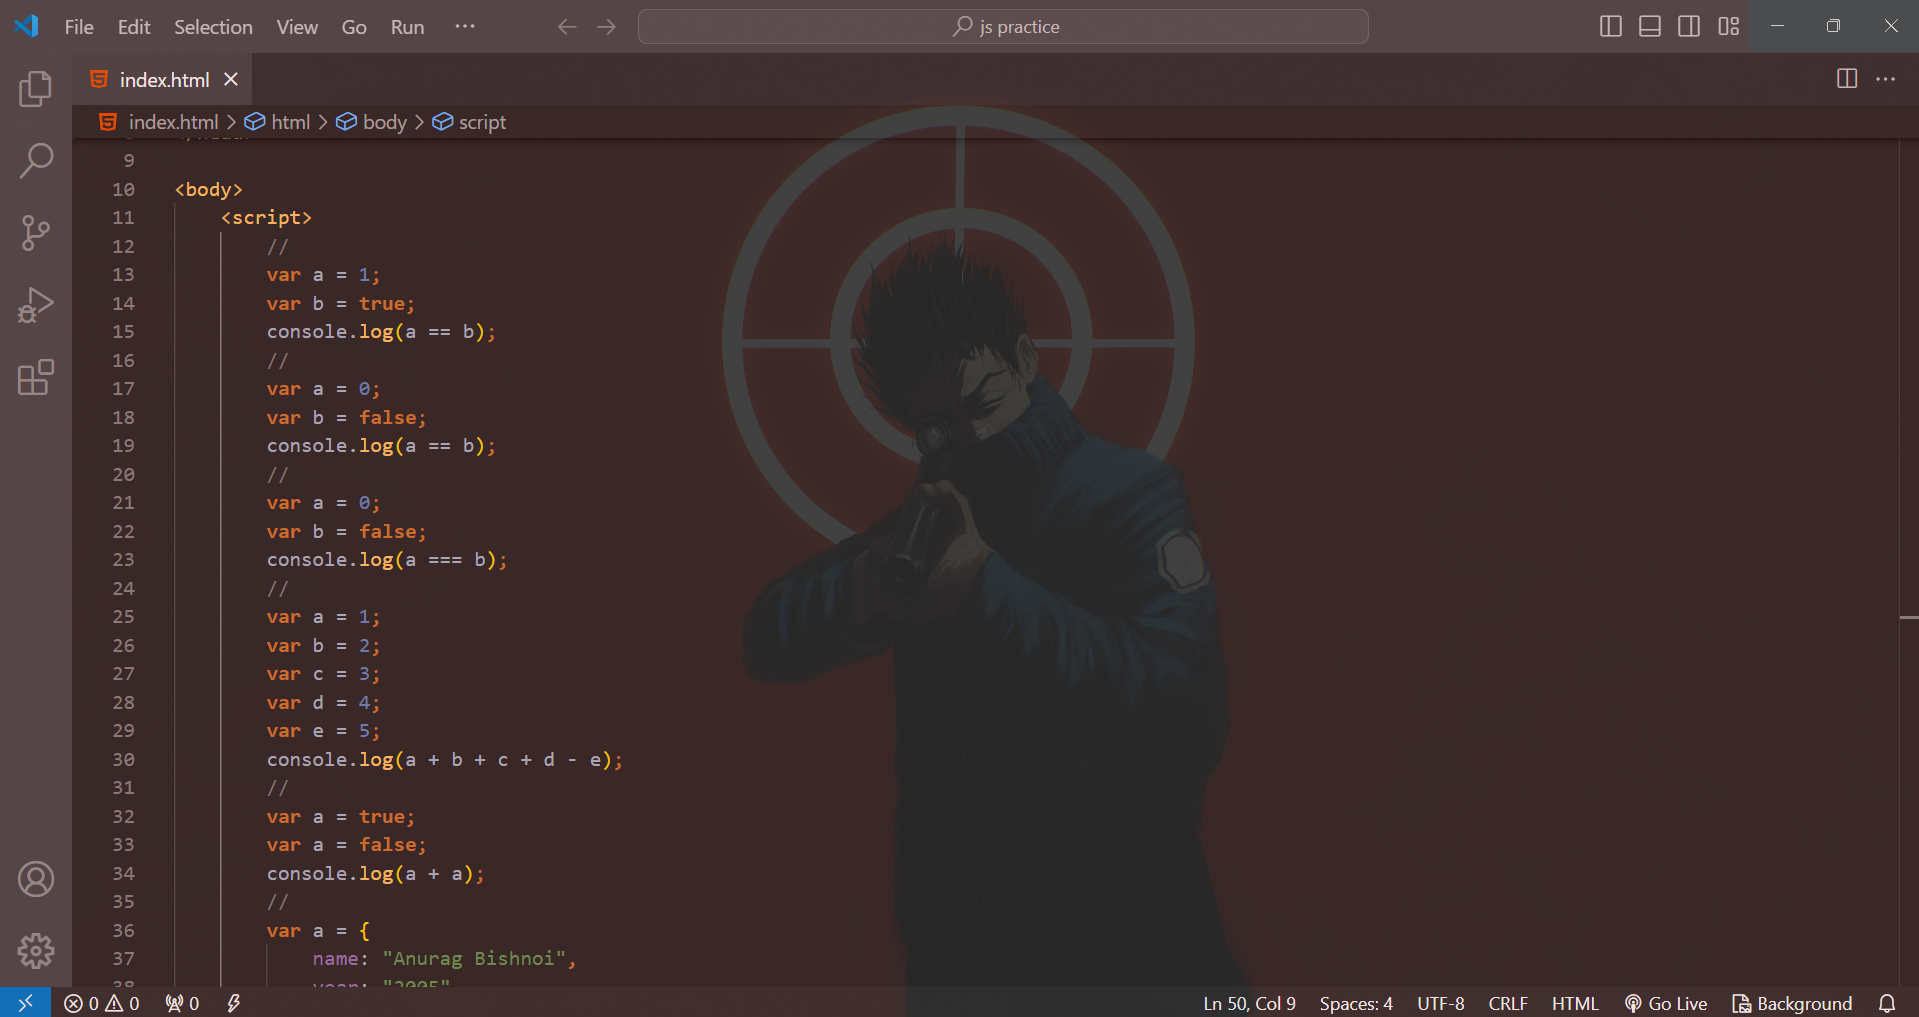 File Edit Selection View Go Run ··· js practice
index.html
index.html > html > body > script
9
10 <body>
11 <script>
12 //
13 var a = 1;
14 var b = true;
15 console.log(a == b);
16 //
17 var a = 0;
18 var b = false;
19 console.log(a == b);
20 //
21 var a = 0;
22 var b = false;
23 console.log(a === b);
24 //
25 var a = 1;
26 var b = 2;
27 var c = 3;
28 var d = 4;
29 var e = 5;
30 console.log(a + b + c + d - e);
31 //
32 var a = true;
33 var a = false;
34 console.log(a + a);
35 //
36 var a = {
37 name: "Anurag Bishnoi",
38 year: "2005"
0 0 0 Ln 50, Col 9 Spaces: 4 UTF-8 CRLF HTML Go Live Background